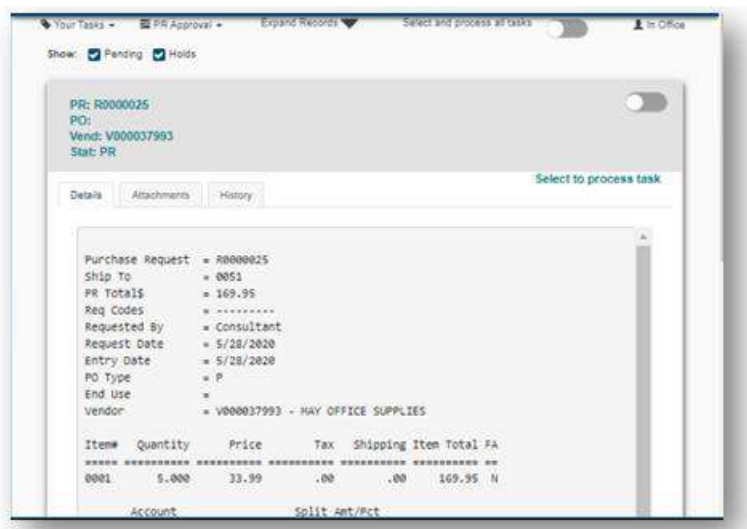 Your Tasks PR Approval Expand Records Select and process all tasks In Office
Show: Pending Holds
PR: R0000025
PO:
Vend: V000037993
Stat: PR
Select to process task
Details Attachments History
Purchase Request = R0000025
Ship To = 0051
PR Total$ = 169.95
Req Codes = ---------
Requested By = Consultant
Request Date = 5/28/2020
Entry Date = 5/28/2020
PO Type = P
End Use =
Vendor = V000037993 - MAY OFFICE SUPPLIES
Item# Quantity Price Tax Shipping Item Total FA
===== ========== ========== ========== ========== ========== ==
0001 5.000 33.99 .00 .00 169.95 N
Account Split Amt/Pct